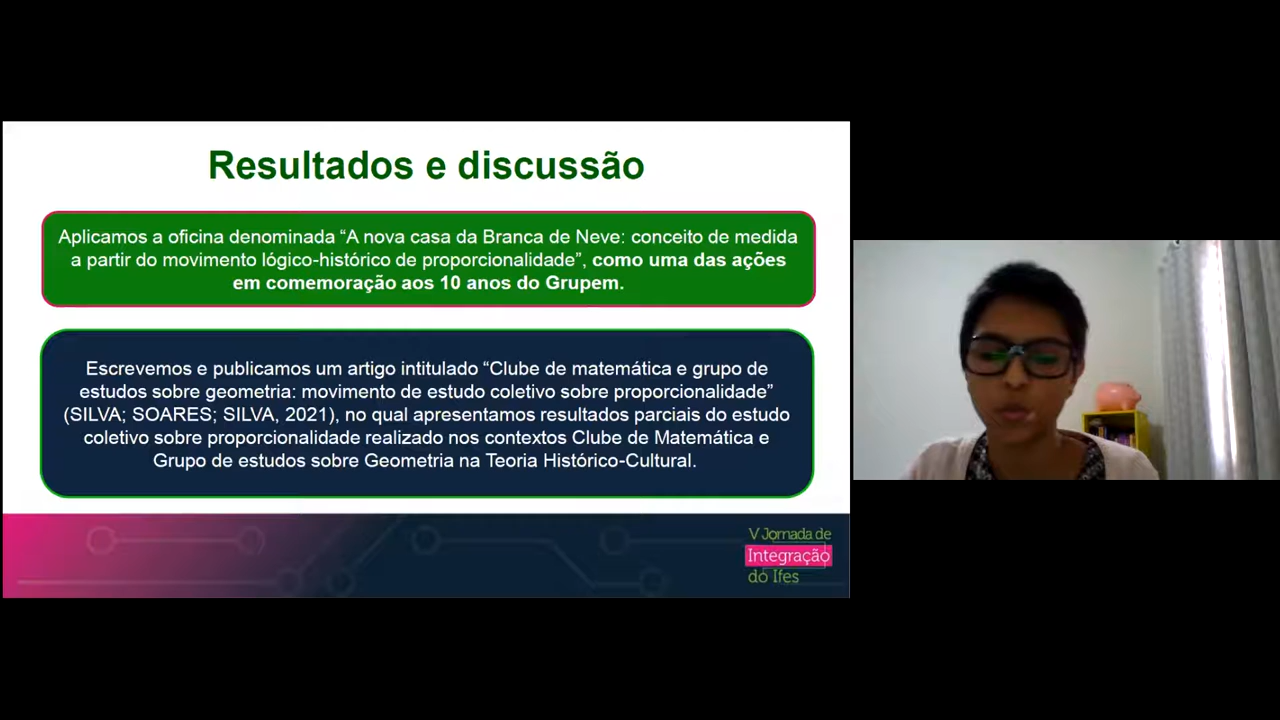 Resultados e discussão
Aplicamos a oficina denominada “A nova casa da Branca de Neve: conceito de medida
a partir do movimento lógico-histórico de proporcionalidade”, como uma das ações
em comemoração aos 10 anos do Grupem.
Escrevemos e publicamos um artigo intitulado “Clube de matemática e grupo de
estudos sobre geometria: movimento de estudo coletivo sobre proporcionalidade”
(SILVA; SOARES; SILVA, 2021), no qual apresentamos resultados parciais do estudo
coletivo sobre proporcionalidade realizado nos contextos Clube de Matemática e
Grupo de estudos sobre Geometria na Teoria Histórico-Cultural.
V Jornada de
Integração
do Ifes